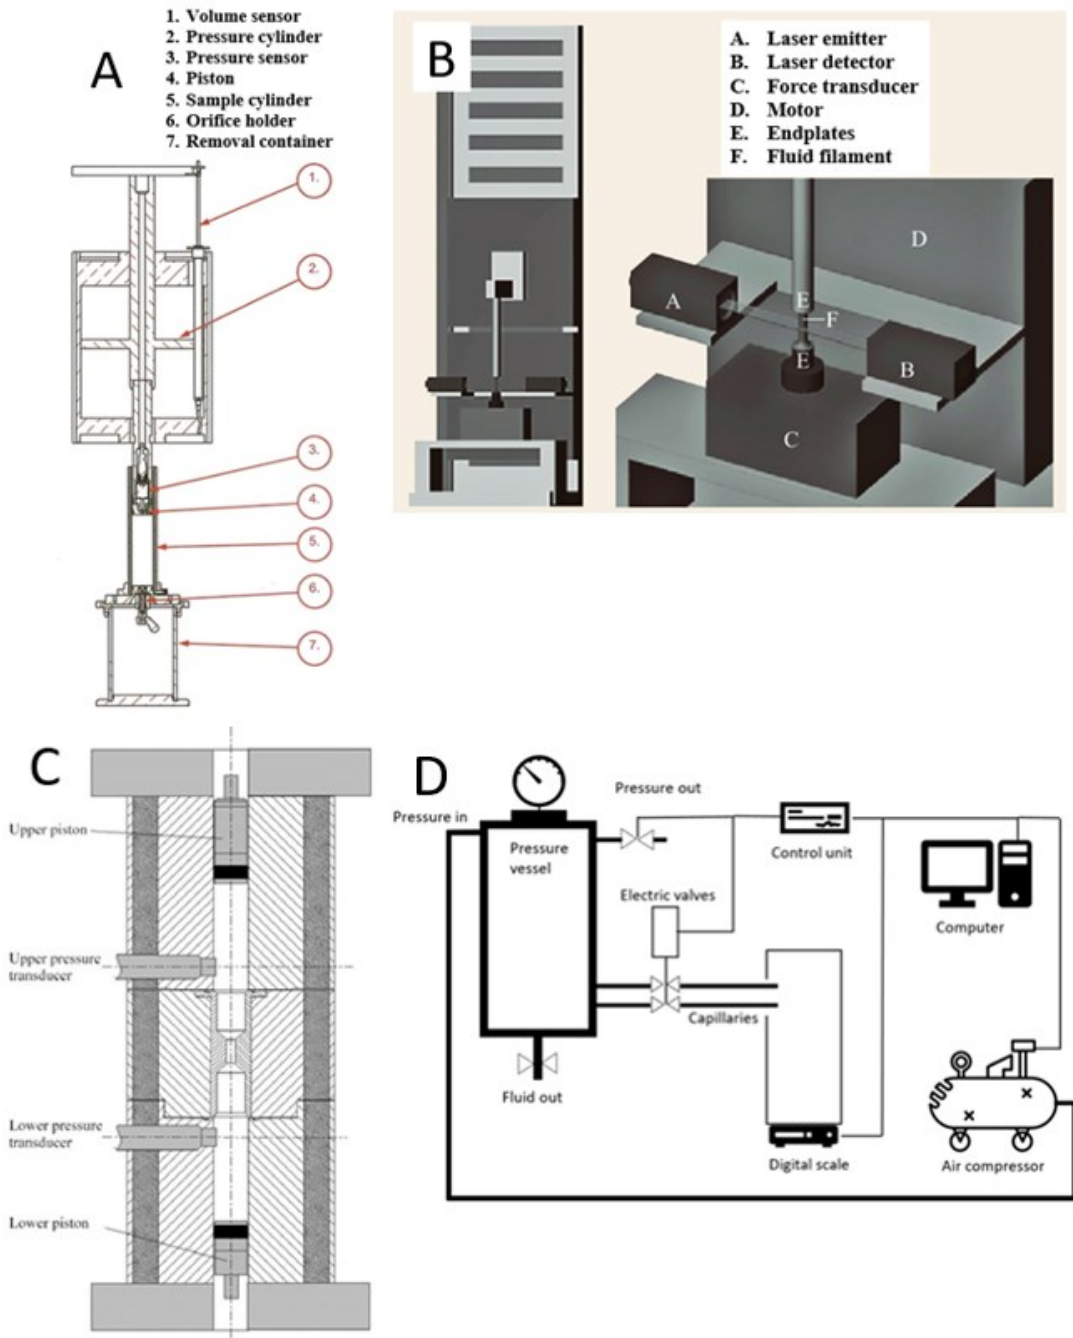 A
1. Volume sensor
2. Pressure cylinder
3. Pressure sensor
4. Piston
5. Sample cylinder
6. Orifice holder
7. Removal container
1.
2.
3.
4.
5.
6.
7.
B
A. Laser emitter
B. Laser detector
C. Force transducer
D. Motor
E. Endplates
F. Fluid filament
D
A
E
F
E
B
C
C
Upper piston
Upper pressure
transducer
Lower pressure
transducer
Lower piston
D
Pressure in
Pressure out
Pressure
vessel
Control unit
Electric valves
Computer
Capillaries
Fluid out
Digital scale
Air compressor